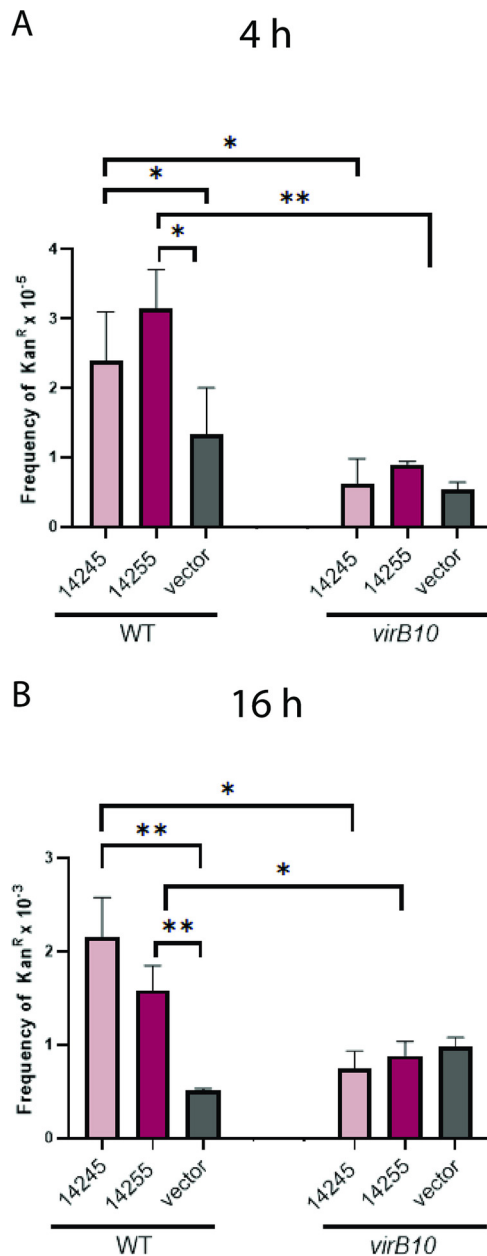 A
4 h
*
*
**
*
Frequency of Kanᴿ x 10⁻⁵
4
3
2
1
0
14245
14255
vector
14245
14255
vector
WT
virB10
B
16 h
*
**
*
**
Frequency of Kanᴿ x 10⁻³
3
2
1
0
14245
14255
vector
14245
14255
vector
WT
virB10